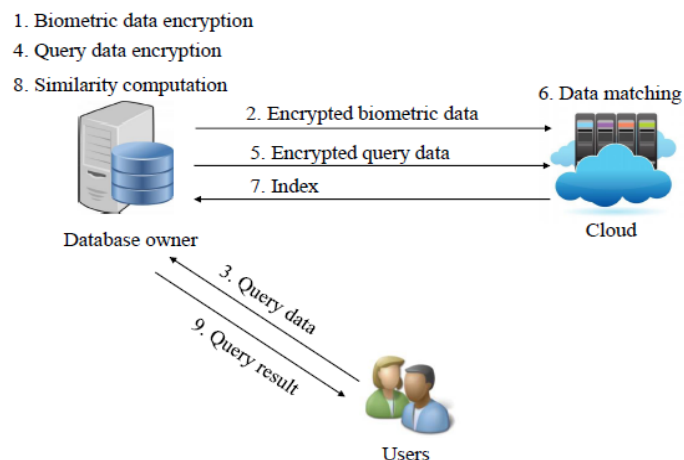 1. Biometric data encryption
4. Query data encryption
8. Similarity computation
2. Encrypted biometric data
6. Data matching
5. Encrypted query data
7. Index
Database owner
Cloud
3. Query data
9. Query result
Users